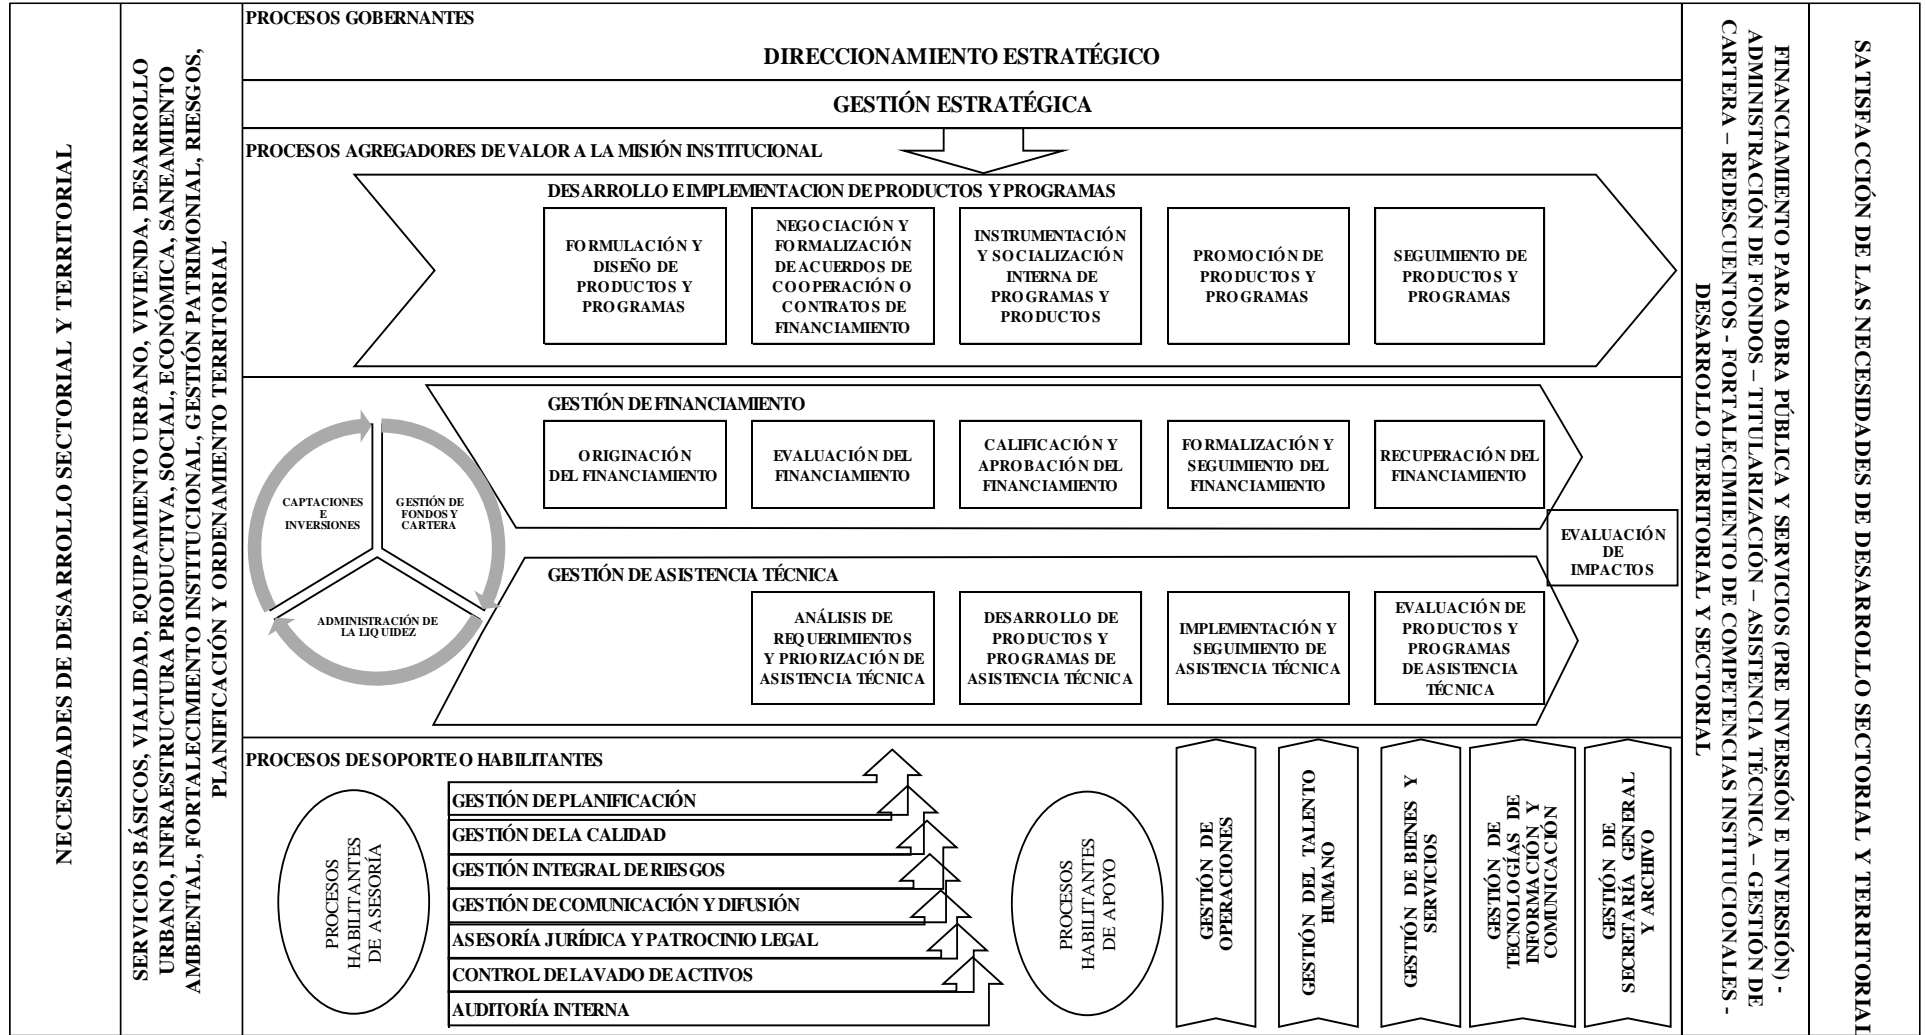 NECESIDADES DE DESARROLLO SECTORIAL Y TERRITORIAL
SERVICIOS BÁSICOS, VIALIDAD, EQUIPAMIENTO URBANO, VIVIENDA, DESARROLLO
URBANO, INFRAESTRUCTURA PRODUCTIVA, SOCIAL, ECONÓMICA, SANEAMIENTO
AMBIENTAL, FORTALECIMIENTO INSTITUCIONAL, GESTIÓN PATRIMONIAL, RIESGOS,
PLANIFICACIÓN Y ORDENAMIENTO TERRITORIAL
PROCESOS GOBERNANTES
DIRECCIONAMIENTO ESTRATÉGICO
GESTIÓN ESTRATÉGICA
PROCESOS AGREGADORES DE VALOR A LA MISIÓN INSTITUCIONAL
DESARROLLO E IMPLEMENTACION DE PRODUCTOS Y PROGRAMAS
FORMULACIÓN Y
DISEÑO DE
PRODUCTOS Y
PROGRAMAS
NEGOCIACIÓN Y
FORMALIZACIÓN
DE ACUERDOS DE
COOPERACIÓN O
CONTRATOS DE
FINANCIAMIENTO
INSTRUMENTACIÓN
Y SOCIALIZACIÓN
INTERNA DE
PROGRAMAS Y
PRODUCTOS
PROMOCIÓN DE
PRODUCTOS Y
PROGRAMAS
SEGUIMIENTO DE
PRODUCTOS Y
PROGRAMAS
CAPTACIONES
E
INVERSIONES
GESTIÓN DE
FONDOS Y
CARTERA
ADMINISTRACIÓN DE
LA LIQUIDEZ
GESTIÓN DE FINANCIAMIENTO
ORIGINACIÓN
DEL FINANCIAMIENTO
EVALUACIÓN DEL
FINANCIAMIENTO
CALIFICACIÓN Y
APROBACIÓN DEL
FINANCIAMIENTO
FORMALIZACIÓN Y
SEGUIMIENTO DEL
FINANCIAMIENTO
RECUPERACIÓN DEL
FINANCIAMIENTO
EVALUACIÓN
DE
IMPACTOS
GESTIÓN DE ASISTENCIA TÉCNICA
ANÁLISIS DE
REQUERIMIENTOS
Y PRIORIZACIÓN DE
ASISTENCIA TÉCNICA
DESARROLLO DE
PRODUCTOS Y
PROGRAMAS DE
ASISTENCIA TÉCNICA
IMPLEMENTACIÓN Y
SEGUIMIENTO DE
ASISTENCIA TÉCNICA
EVALUACIÓN DE
PRODUCTOS Y
PROGRAMAS
DE ASISTENCIA
TÉCNICA
PROCESOS DE SOPORTE O HABILITANTES
PROCESOS
HABILITANTES
DE ASESORÍA
GESTIÓN DE PLANIFICACIÓN
GESTIÓN DE LA CALIDAD
GESTIÓN INTEGRAL DE RIESGOS
GESTIÓN DE COMUNICACIÓN Y DIFUSIÓN
ASESORÍA JURÍDICA Y PATROCINIO LEGAL
CONTROL DE LAVADO DE ACTIVOS
AUDITORÍA INTERNA
PROCESOS
HABILITANTES
DE APOYO
GESTIÓN DE
OPERACIONES
GESTIÓN DEL TALENTO
HUMANO
GESTIÓN DE BIENES Y
SERVICIOS
GESTIÓN DE
TECNOLOGÍAS DE
INFORMACIÓN Y
COMUNICACIÓN
GESTIÓN DE
SECRETARÍA GENERAL
Y ARCHIVO
FINANCIAMIENTO PARA OBRA PÚBLICA Y SERVICIOS (PRE INVERSIÓN E INVERSIÓN) -
ADMINISTRACIÓN DE FONDOS – TITULARIZACIÓN – ASISTENCIA TÉCNICA – GESTIÓN DE
CARTERA – REDESCUENTOS - FORTALECIMIENTO DE COMPETENCIAS INSTITUCIONALES -
DESARROLLO TERRITORIAL Y SECTORIAL
SATISFACCIÓN DE LAS NECESIDADES DE DESARROLLO SECTORIAL Y TERRITORIAL